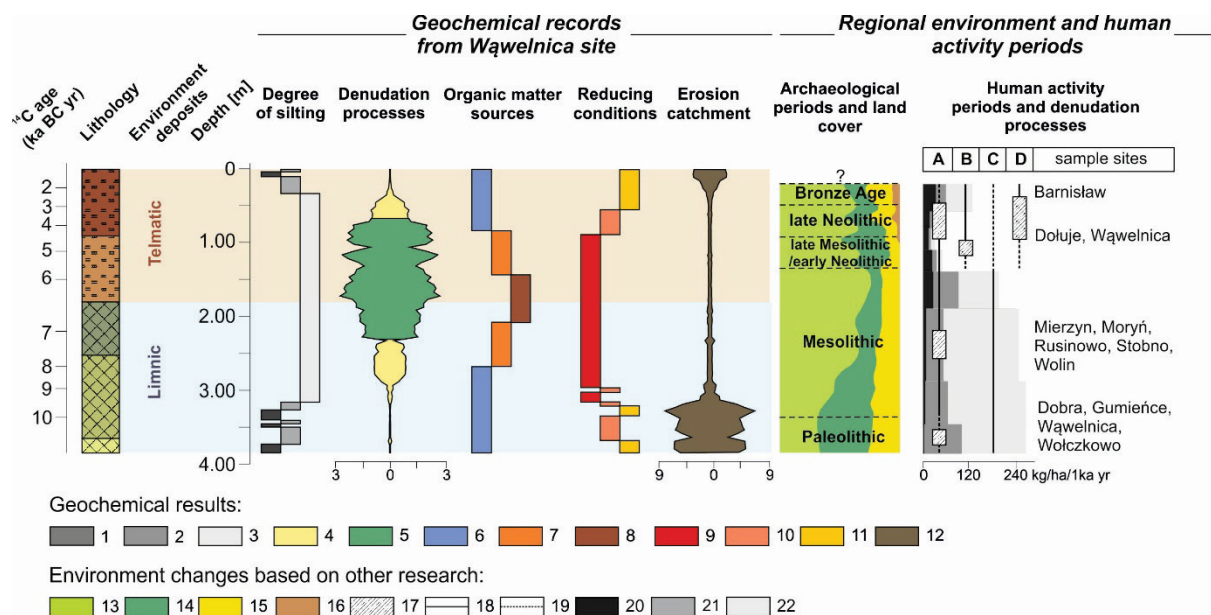 Geochemical records
from Wąwelnica site
Regional environment and human
activity periods
¹⁴C age
(ka BC yr)
Lithology
Environment
deposits
Depth [m]
Degree
of silting
Denudation
processes
Organic matter
sources
Reducing
conditions
Erosion
catchment
Archaeological
periods and land
cover
Human activity
periods and denudation
processes
A B C D sample sites
0
1.00
2.00
3.00
4.00
2
3
4
5
6
7
8
9
10
Telmatic
Limnic
?
Bronze Age
late Neolithic
late Mesolithic
/early Neolithic
Mesolithic
Paleolithic
Barnisław
Dołuje, Wąwelnica
Mierzyn, Moryń,
Rusinowo, Stobno,
Wolin
Dobra, Gumieńce,
Wąwelnica,
Wołczkowo
3 0 3
9 0 9
0 120 240 kg/ha/1ka yr
Geochemical results:
1 2 3 4 5 6 7 8 9 10 11 12
Environment changes based on other research:
13 14 15 16 17 18 19 20 21 22